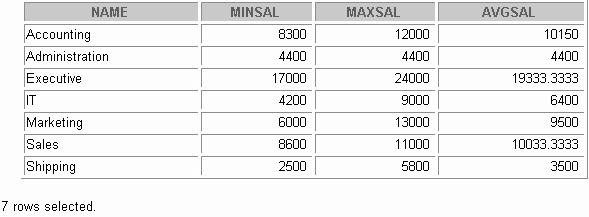 NAME MINSAL MAXSAL AVGSAL
Accounting 8300 12000 10150
Administration 4400 4400 4400
Executive 17000 24000 19333.3333
IT 4200 9000 6400
Marketing 6000 13000 9500
Sales 8600 11000 10033.3333
Shipping 2500 5800 3500
7 rows selected.